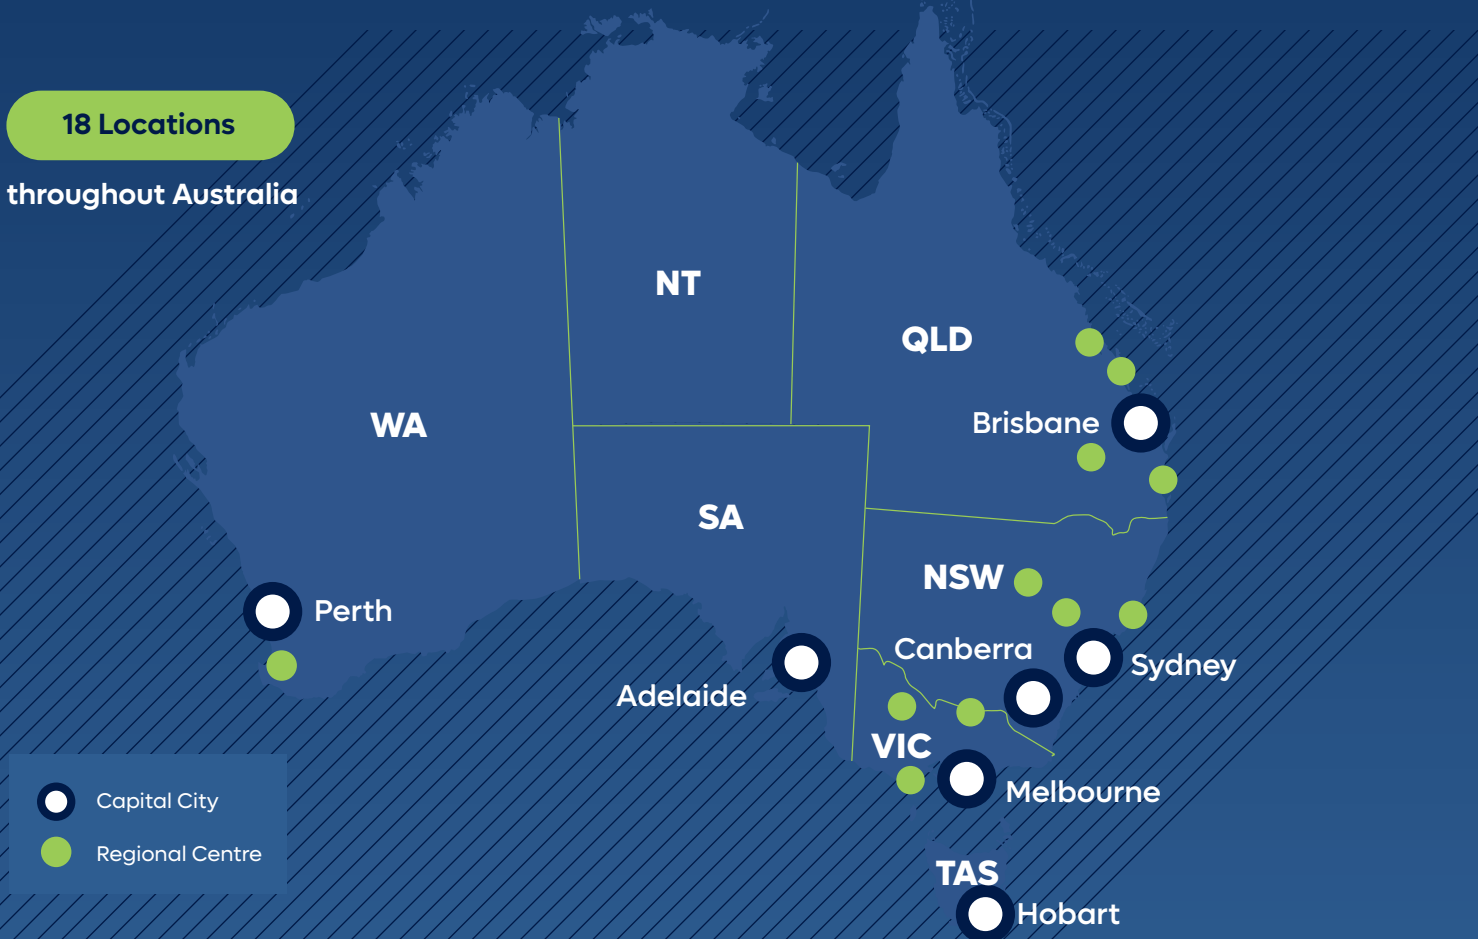 18 Locations
throughout Australia
NT
QLD
WA
Brisbane
SA
NSW
Perth
Canberra
Sydney
Adelaide
VIC
Melbourne
Capital City
Regional Centre
TAS
Hobart